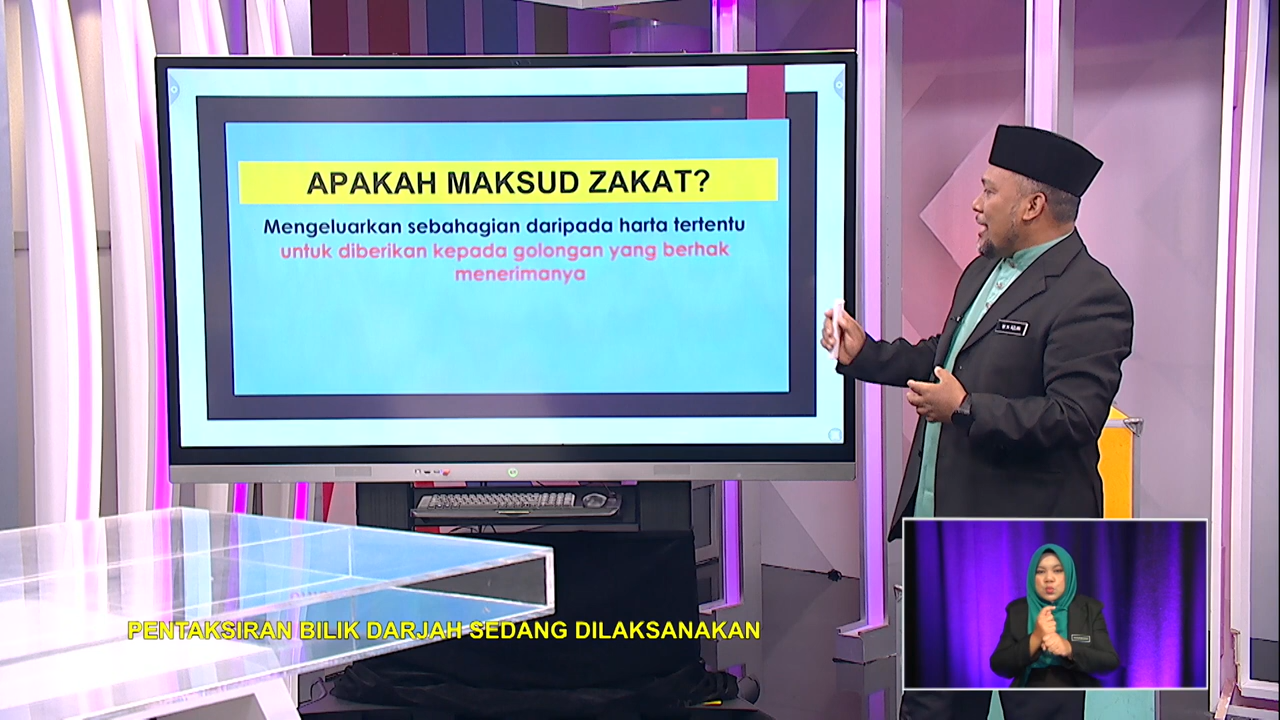 APAKAH MAKSUD ZAKAT?
Mengeluarkan sebahagian daripada harta tertentu
untuk diberikan kepada golongan yang berhak
menerimanya
PENTAKSIRAN BILIK DARJAH SEDANG DILAKSANAKAN